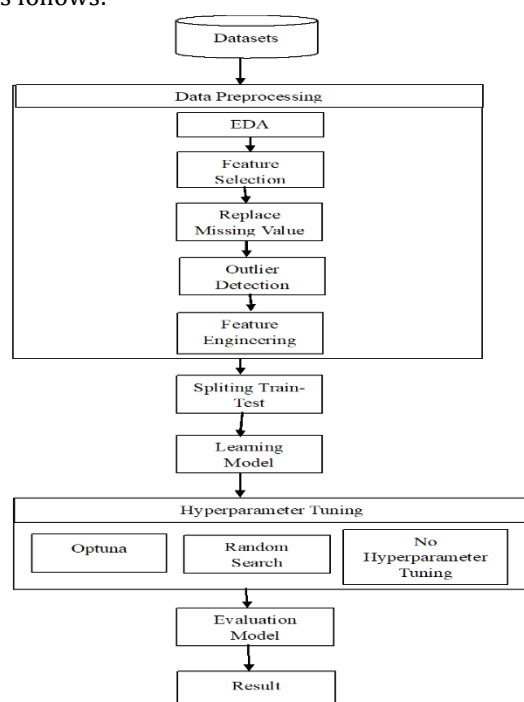 s follows:
Datasets
Data Preprocessing
EDA
Feature
Selection
Replace
Missing Value
Outlier
Detection
Feature
Engineering
Spliting Train-
Test
Learning
Model
Hyperparameter Tuning
Optuna
Random
Search
No
Hyperparameter
Tuning
Evaluation
Model
Result